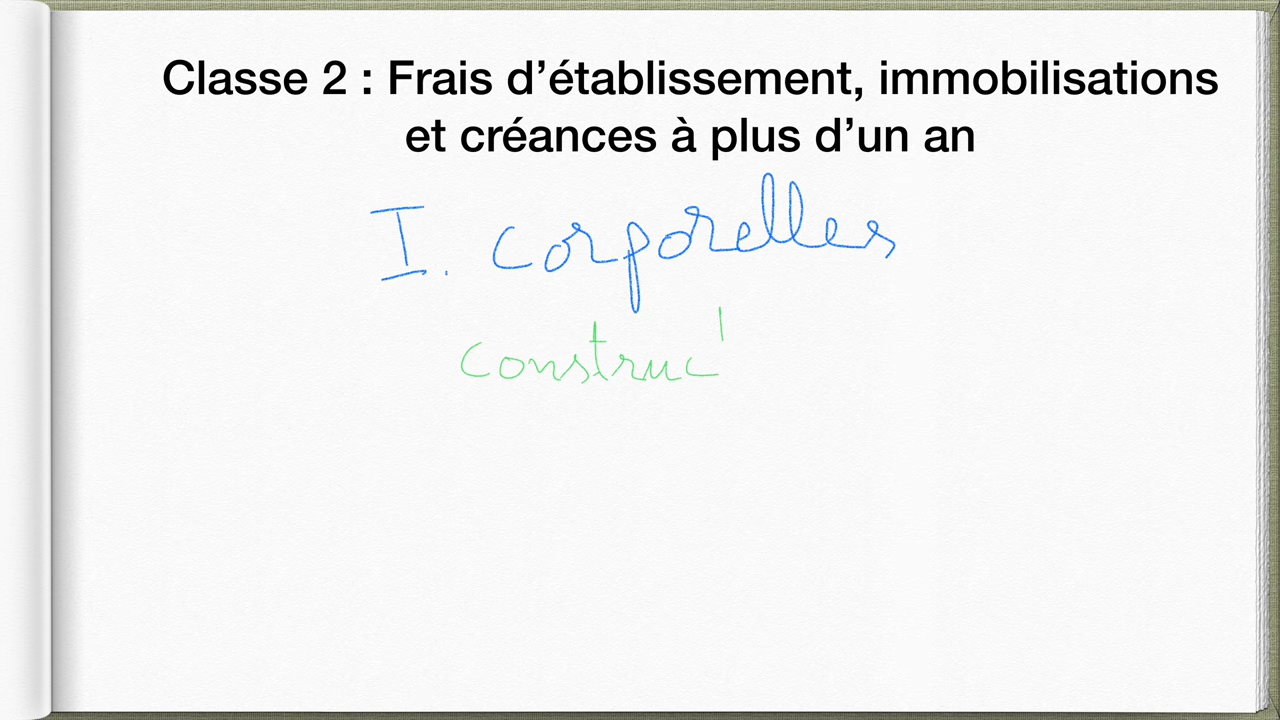 Classe 2 : Frais d’établissement, immobilisations
et créances à plus d’un an
I. corporelles
construc